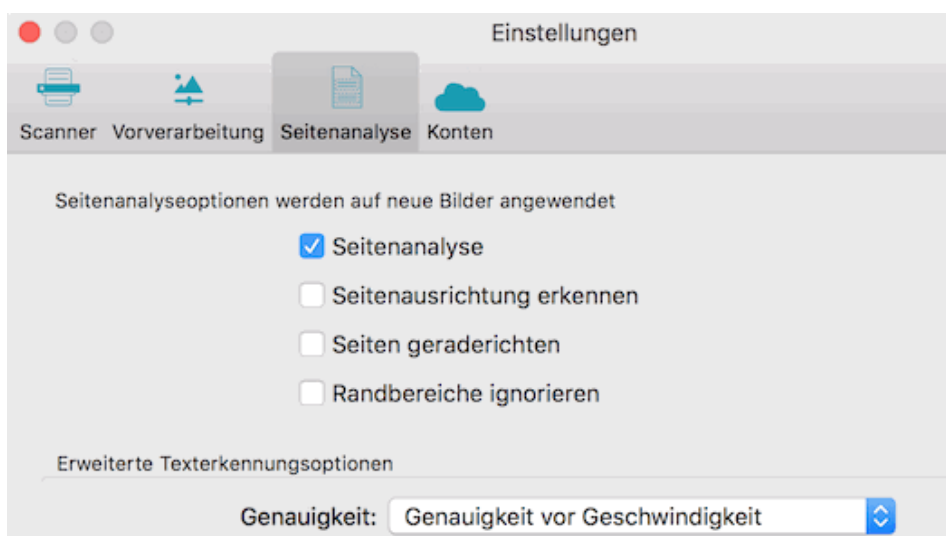 Einstellungen
Scanner Vorverarbeitung Seitenanalyse Konten
Seitenanalyseoptionen werden auf neue Bilder angewendet
Seitenanalyse
Seitenausrichtung erkennen
Seiten geraderichten
Randbereiche ignorieren
Erweiterte Texterkennungsoptionen
Genauigkeit: Genauigkeit vor Geschwindigkeit